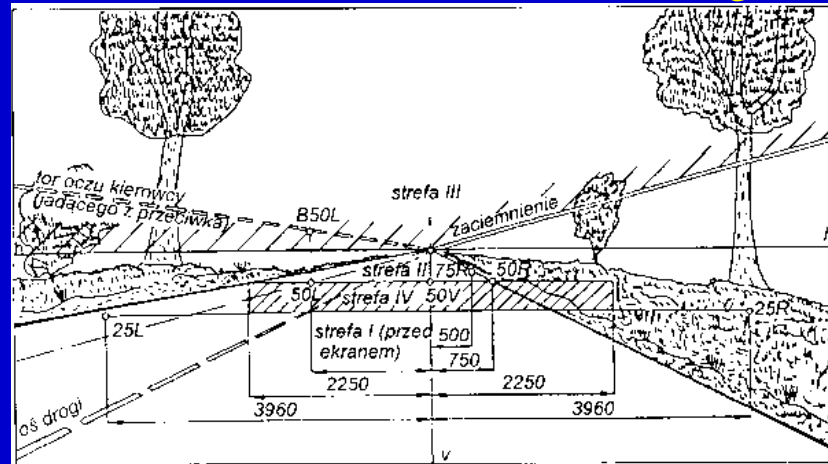 tor oczu kierowcy
(jadącego z przeciwka)
strefa III
B50L
zaciemnienie
h
strefa II 75R 50R
50L strefa IV 50V
25L
25R
strefa I (przed
ekranem)
500
750
2250
2250
3960
3960
oś drogi
v